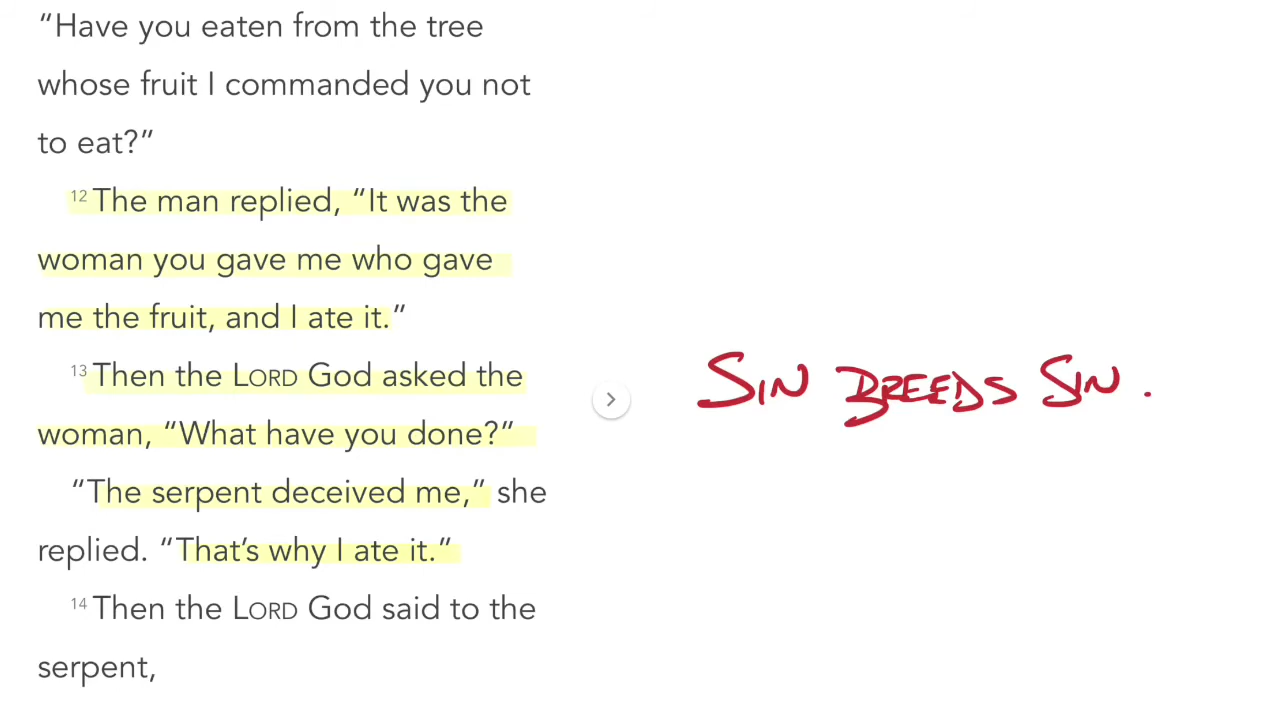 “Have you eaten from the tree
whose fruit I commanded you not
to eat?”
12 The man replied, “It was the
woman you gave me who gave
me the fruit, and I ate it.”
13 Then the LORD God asked the
woman, “What have you done?”
“The serpent deceived me,” she
replied. “That’s why I ate it.”
14 Then the LORD God said to the
serpent,
SIN BREEDS SIN.